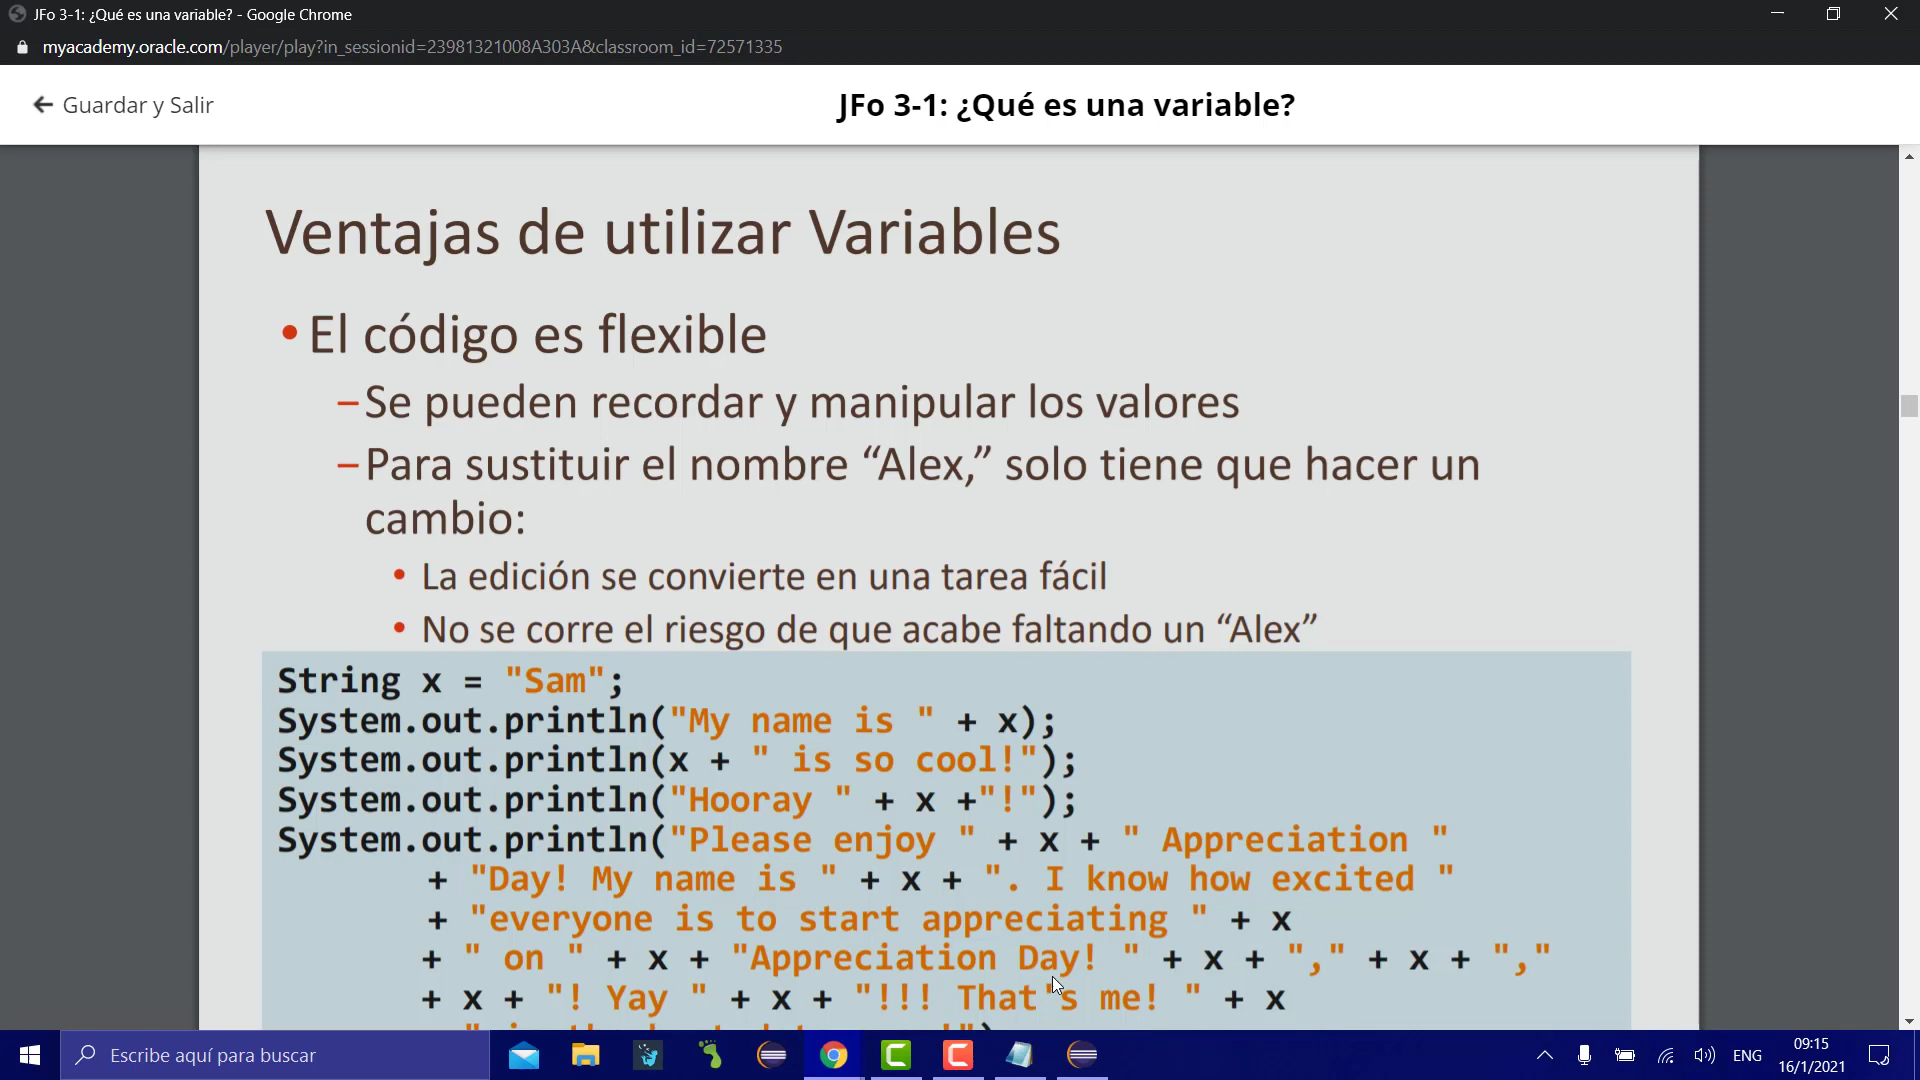 JFo 3-1: ¿Qué es una variable? - Google Chrome
myacademy.oracle.com/player/play?in_sessionid=23981321008A303A&classroom_id=72571335
Guardar y Salir
JFo 3-1: ¿Qué es una variable?
Ventajas de utilizar Variables
•El código es flexible
–Se pueden recordar y manipular los valores
–Para sustituir el nombre “Alex,” solo tiene que hacer un
cambio:
• La edición se convierte en una tarea fácil
• No se corre el riesgo de que acabe faltando un “Alex”
String x = "Sam";
System.out.println("My name is " + x);
System.out.println(x + " is so cool!");
System.out.println("Hooray " + x +"!");
System.out.println("Please enjoy " + x + " Appreciation "
+ "Day! My name is " + x + ". I know how excited "
+ "everyone is to start appreciating " + x
+ " on " + x + "Appreciation Day! " + x + "," + x + ","
+ x + "! Yay " + x + "!!! That's me! " + x
Escribe aquí para buscar
ENG
09:15
16/1/2021